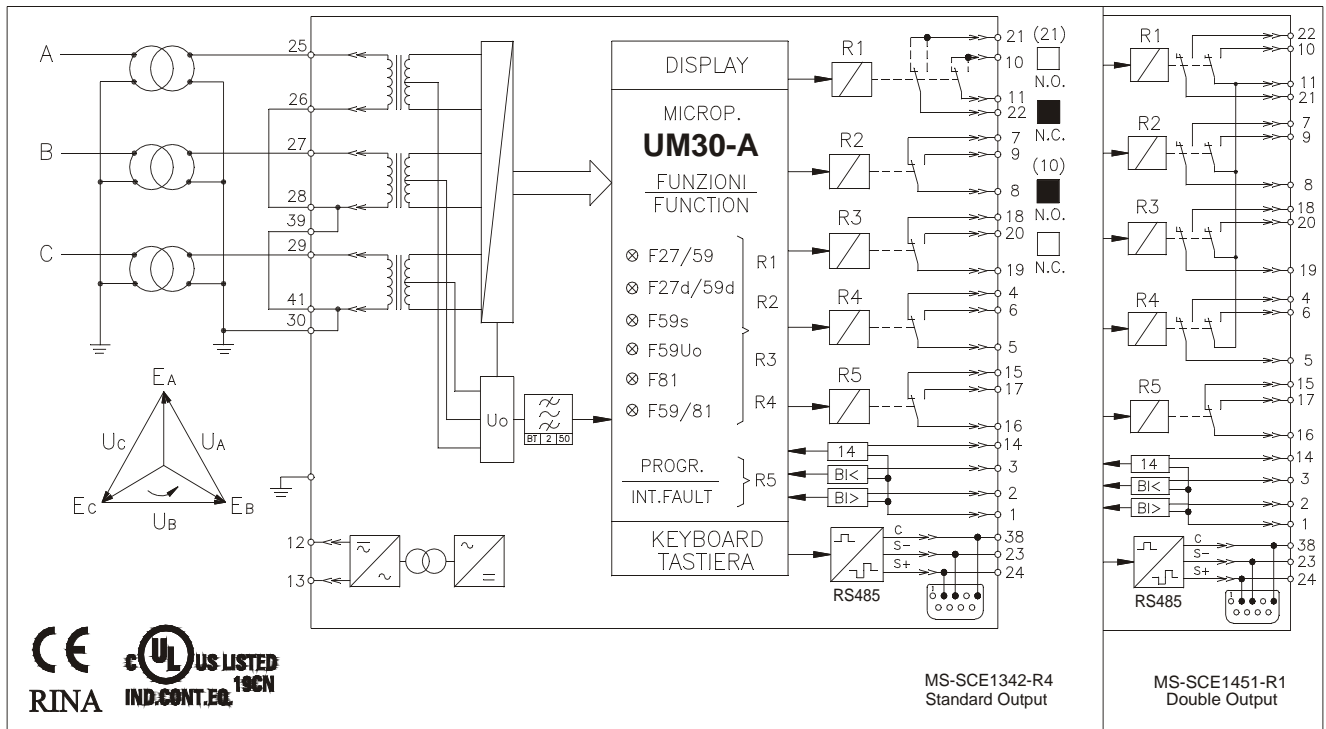 A
B
C
25
26
27
28
39
29
41
30
12
13
EA
UC
UA
EC
EB
UB
Uo
BT 2 50
DISPLAY
MICROP.
UM30-A
FUNZIONI
FUNCTION
F27/59
F27d/59d
F59s
F59Uo
F81
F59/81
R1
R2
R3
R4
PROGR.
INT.FAULT
R5
KEYBOARD
TASTIERA
R1
R2
R3
R4
R5
14
BI<
BI>
RS485
C
S-
S+
1
21 (21)
10
N.O.
11
22
N.C.
7
9
(10)
8
N.O.
18
20
19
N.C.
4
6
5
15
17
16
14
3
2
1
38
23
24
R1
R2
R3
R4
R5
14
BI<
BI>
RS485
C
S-
S+
1
22
10
11
21
7
9
8
18
20
19
4
6
5
15
17
16
14
3
2
1
38
23
24
CE
RINA
C UL US LISTED
19CN
IND.CONT.EQ.
MS-SCE1342-R4
Standard Output
MS-SCE1451-R1
Double Output